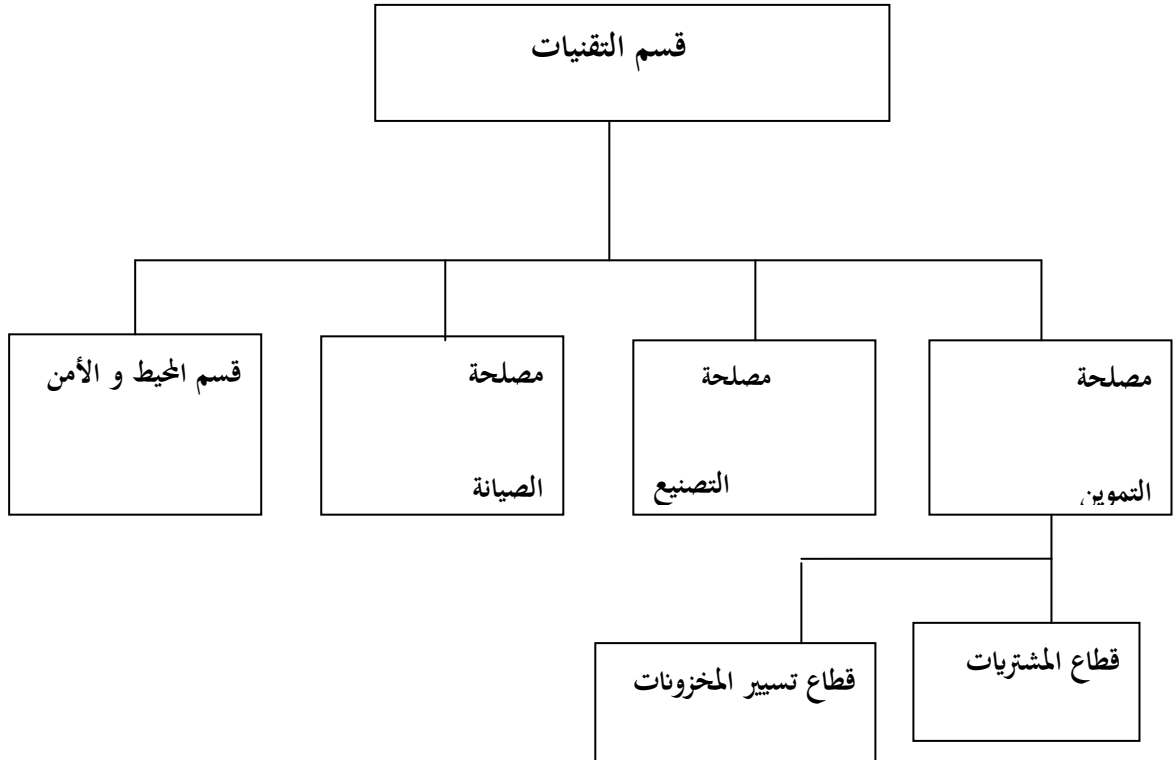 قسم التقنيات
مصلحة
التموين
مصلحة
التصنيع
مصلحة
الصيانة
قسم المحيط و الأمن
قطاع المشتريات
قطاع تسيير المخزونات